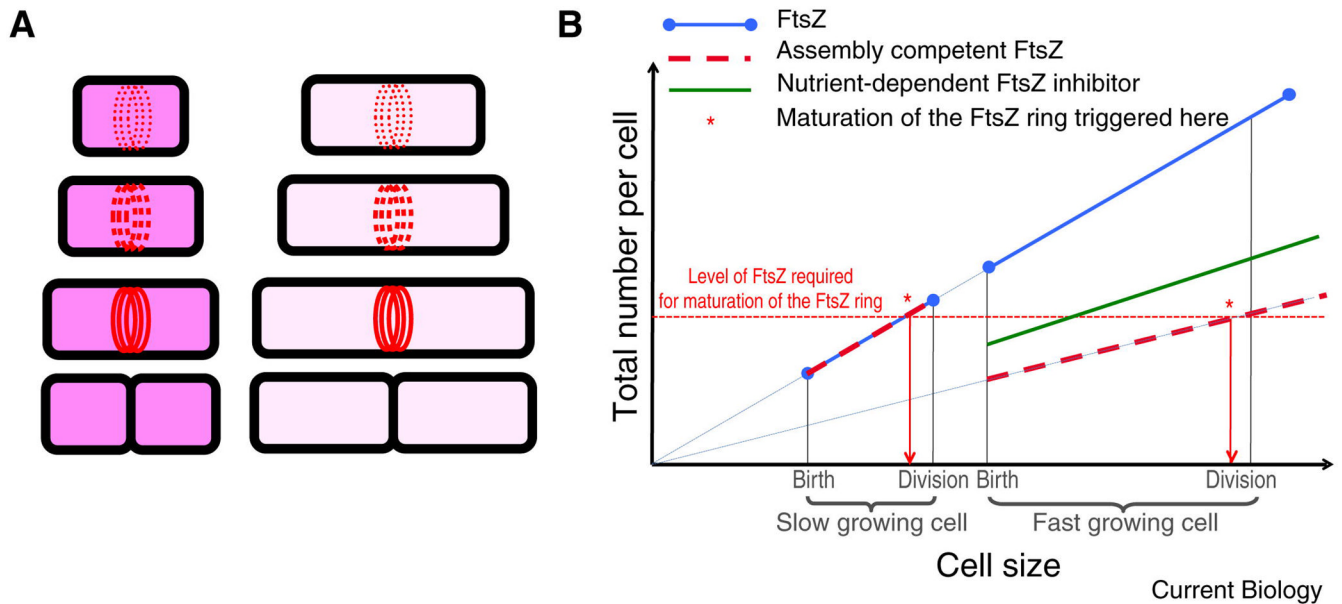 A
B
FtsZ
Assembly competent FtsZ
Nutrient-dependent FtsZ inhibitor
* Maturation of the FtsZ ring triggered here
Total number per cell
Level of FtsZ required
for maturation of the FtsZ ring
*
*
Birth Division Birth Division
Slow growing cell Fast growing cell
Cell size
Current Biology